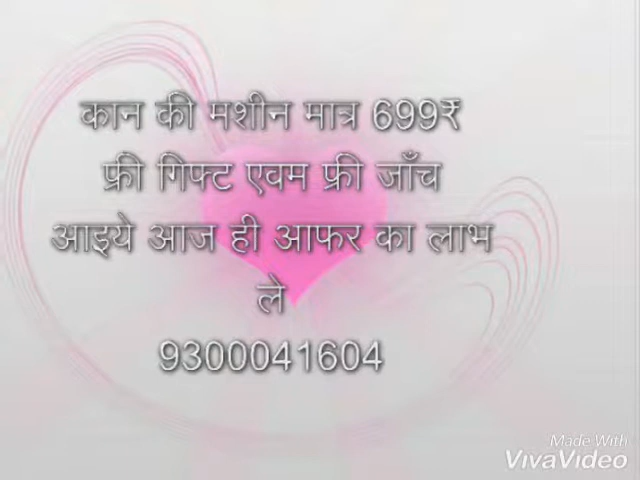 कान की मशीन मात्र 699₹
फ्री गिफ्ट एवम फ्री जाँच
आइये आज ही आफर का लाभ
ले
9300041604
Made With
VivaVideo